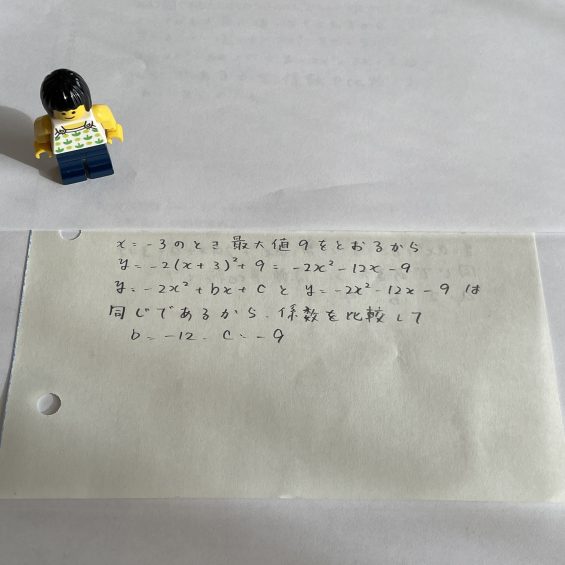 x = -3 のとき 最大値 9 をとおるから
y = -2(x+3)² + 9 = -2x² - 12x - 9
y = -2x² + bx + c と y = -2x² - 12x - 9 は
同じであるから、係数を比較して
b = -12. c = -9